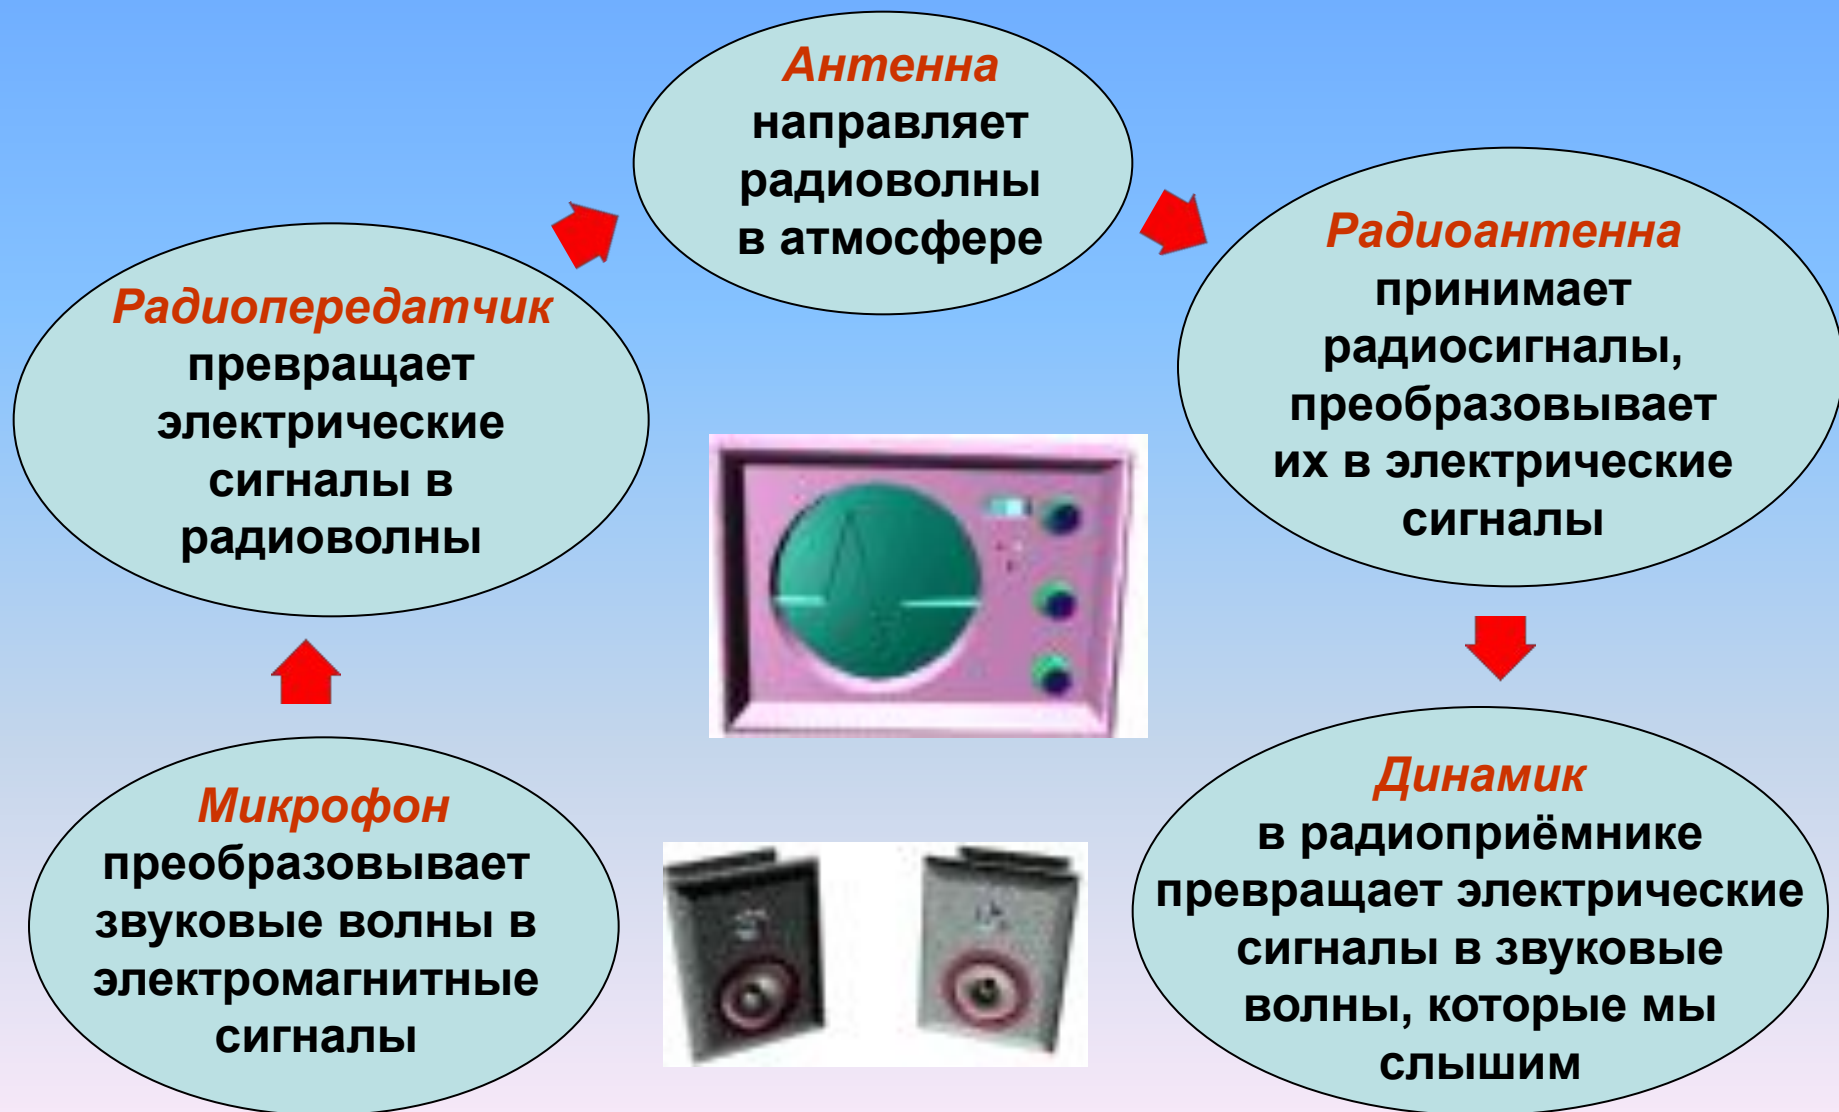 Микрофон
преобразовывает
звуковые волны в
электромагнитные
сигналы
Радиопередатчик
превращает
электрические
сигналы в
радиоволны
Антенна
направляет
радиоволны
в атмосфере
Радиоантенна
принимает
радиосигналы,
преобразовывает
их в электрические
сигналы
Динамик
в радиоприёмнике
превращает электрические
сигналы в звуковые
волны, которые мы
слышим